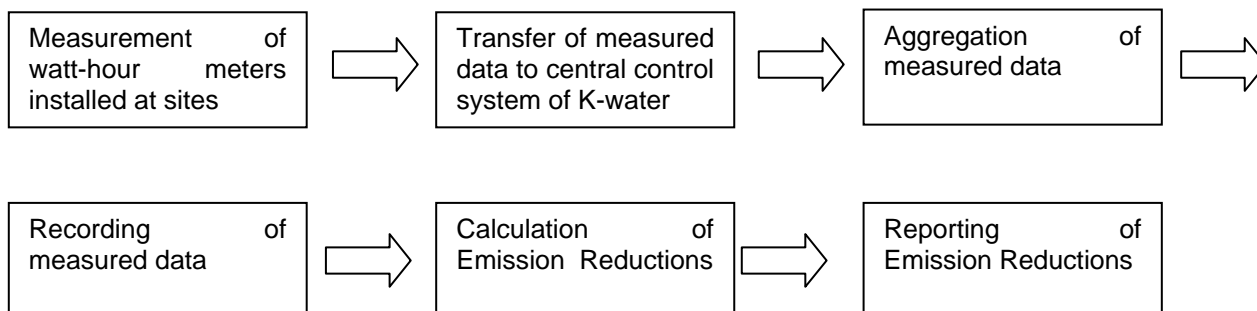 Measurement of
watt-hour meters
installed at sites
Transfer of measured
data to central control
system of K-water
Aggregation of
measured data
Recording of
measured data
Calculation of
Emission Reductions
Reporting of
Emission Reductions